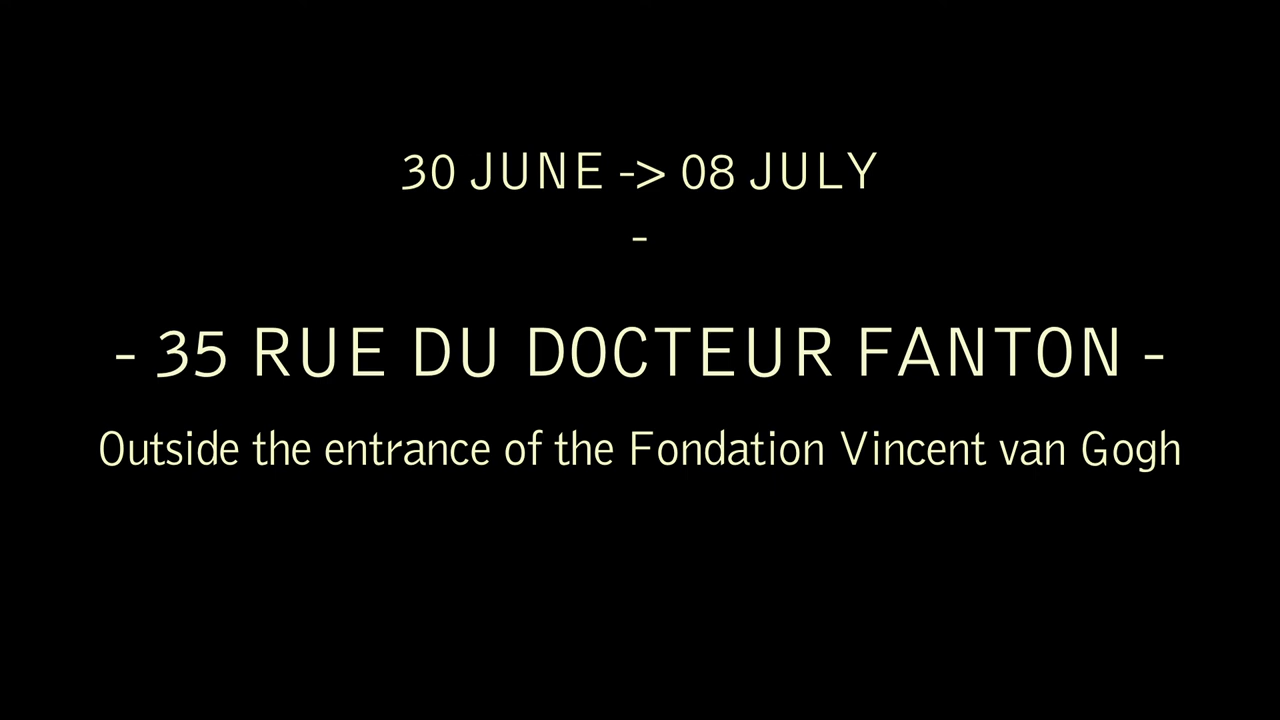 30 JUNE -> 08 JULY
-
- 35 RUE DU DOCTEUR FANTON -
Outside the entrance of the Fondation Vincent van Gogh